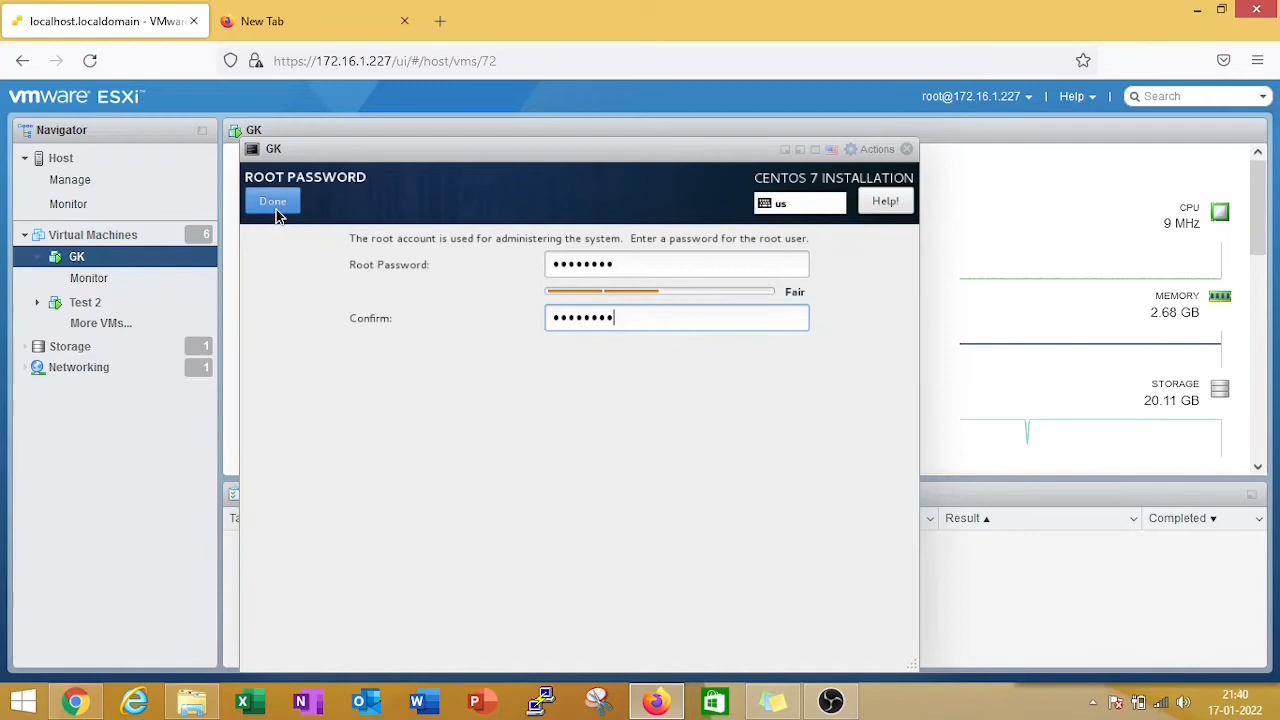 localhost.localdomain - VMwar
New Tab
https://172.16.1.227/ui/#/host/vms/72
vmware ESXi™
root@172.16.1.227
Help
Search
Navigator
Host
Manage
Monitor
Virtual Machines
6
GK
Monitor
Test 2
More VMs...
Storage
1
Networking
1
GK
GK
Actions
ROOT PASSWORD
Done
CENTOS 7 INSTALLATION
us
Help!
The root account is used for administering the system. Enter a password for the root user.
Root Password:
••••••••
Fair
Confirm:
••••••••
CPU
9 MHz
MEMORY
2.68 GB
STORAGE
20.11 GB
Ta
Result
Completed
21:40
17-01-2022